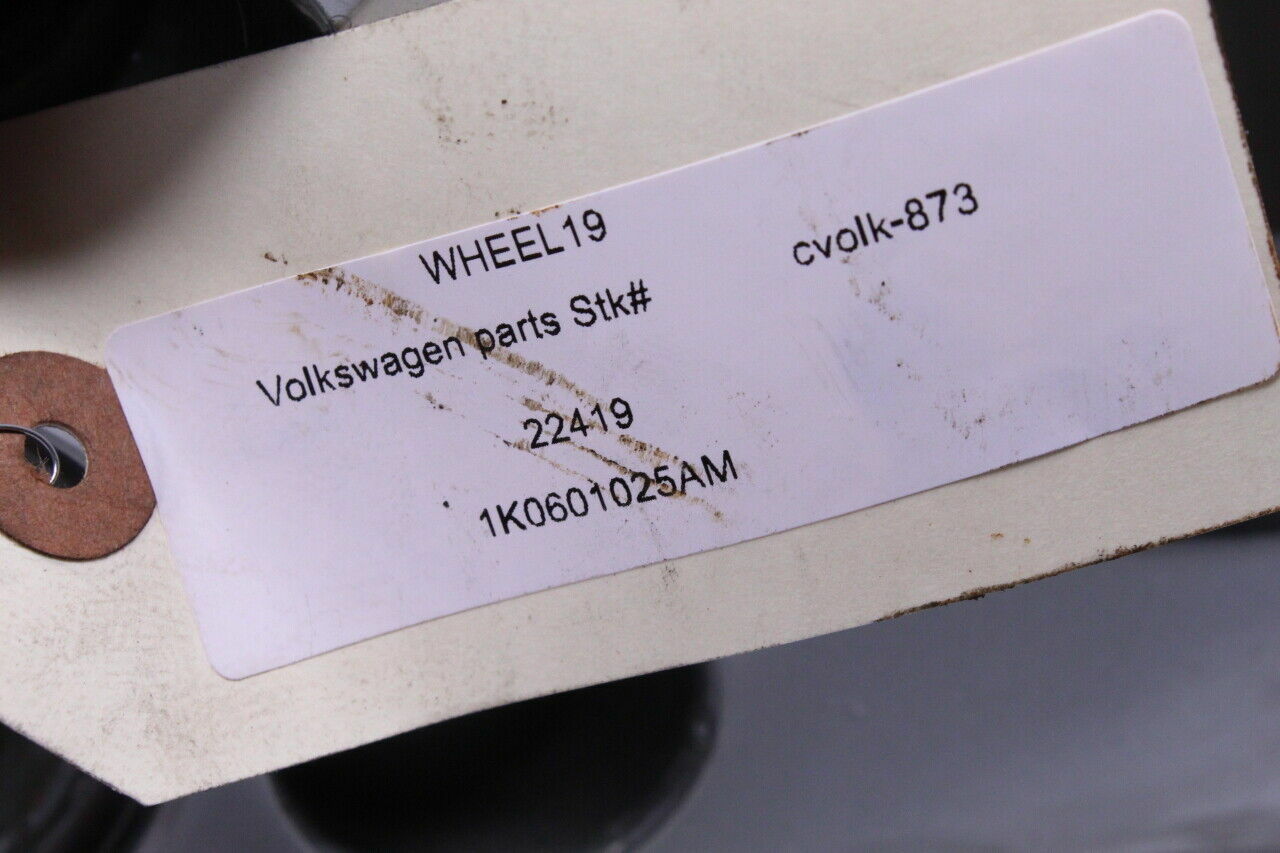 WHEEL19
cvolk-873
Volkswagen parts Stk#
22419
1K0601025AM